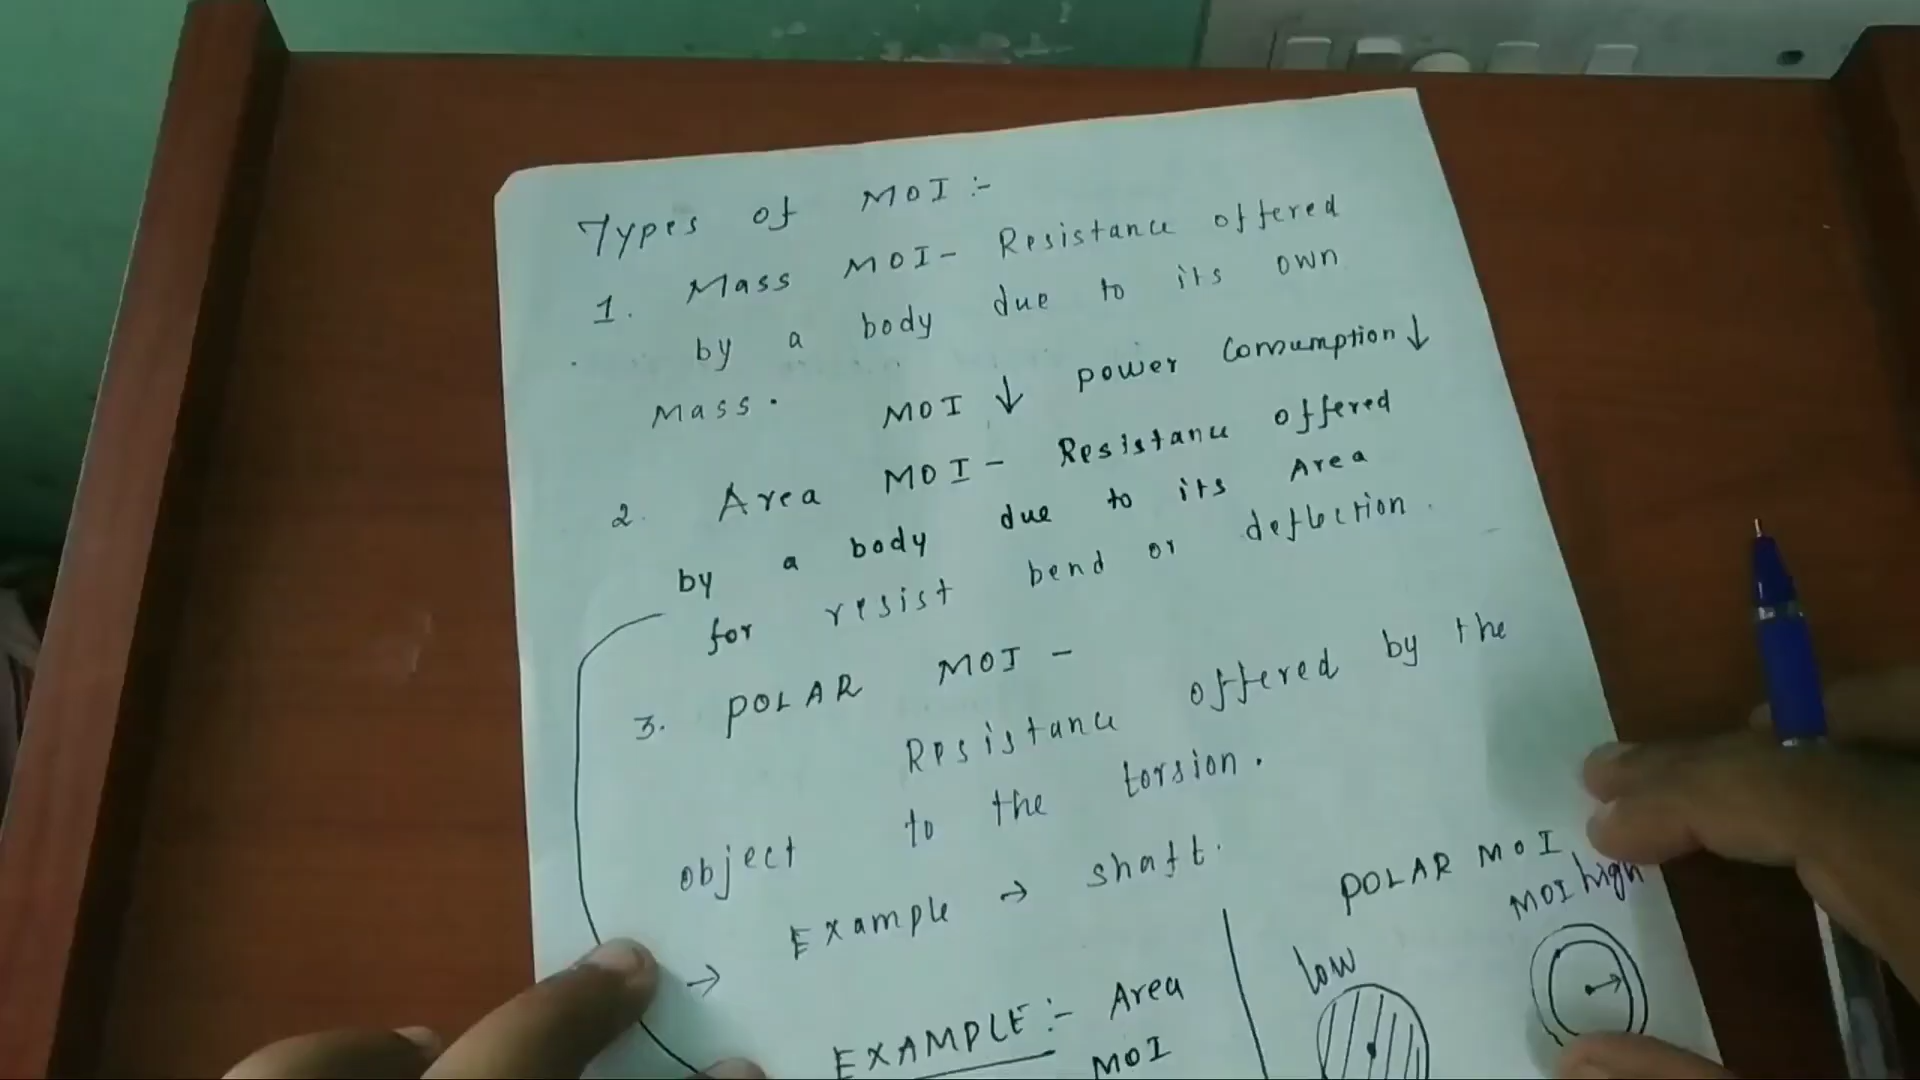 Types of MOI :-
1. Mass MOI - Resistance offered
by a body due to its own
Mass. MOI ↓ power consumption ↓
2. Area MOI - Resistance offered
by a body due to its Area
for resist bend or deflection.
3. POLAR MOI -
Resistance offered by the
object to the torsion.
Example → shaft.
→ EXAMPLE :- Area
MOI
POLAR MOI
MOI high
low